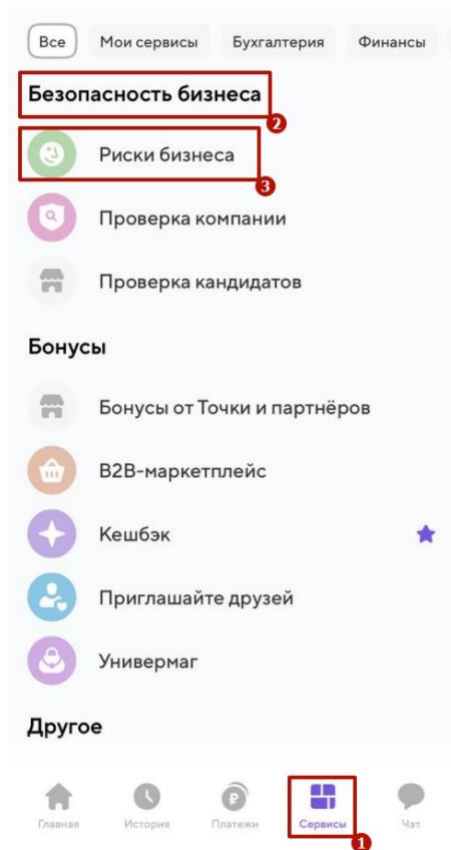 Все Мои сервисы Бухгалтерия Финансы
Безопасность бизнеса
2
Риски бизнеса
3
Проверка компании
Проверка кандидатов
Бонусы
Бонусы от Точки и партнёров
B2B-маркетплейс
Кешбэк
Приглашайте друзей
Универмаг
Другое
Главная История Платежи Сервисы Чат
1